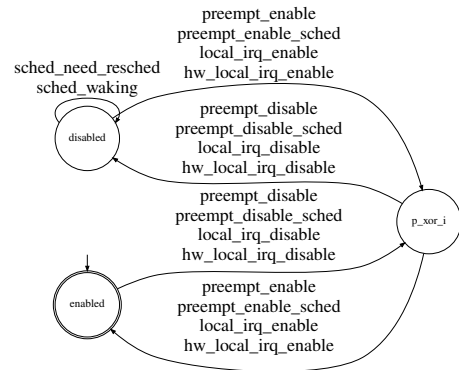 preempt_enable
preempt_enable_sched
local_irq_enable
hw_local_irq_enable
sched_need_resched
sched_waking
disabled
preempt_disable
preempt_disable_sched
local_irq_disable
hw_local_irq_disable
p_xor_i
preempt_disable
preempt_disable_sched
local_irq_disable
hw_local_irq_disable
enabled
preempt_enable
preempt_enable_sched
local_irq_enable
hw_local_irq_enable